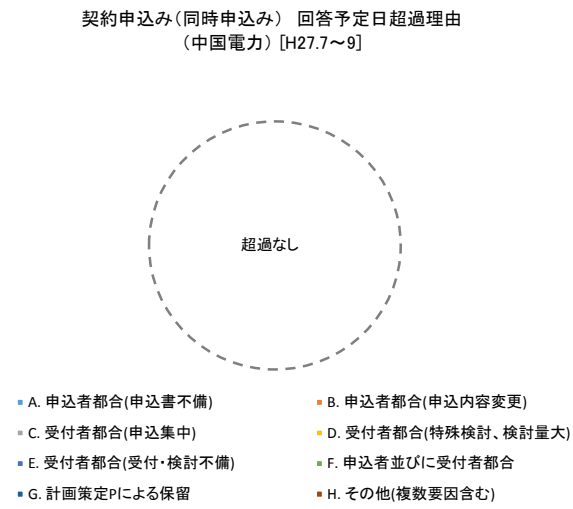 契約申込み(同時申込み) 回答予定日超過理由
(中国電力) [H27.7～9]
超過なし
A. 申込者都合(申込書不備)
B. 申込者都合(申込内容変更)
C. 受付者都合(申込集中)
D. 受付者都合(特殊検討、検討量大)
E. 受付者都合(受付・検討不備)
F. 申込者並びに受付者都合
G. 計画策定Pによる保留
H. その他(複数要因含む)